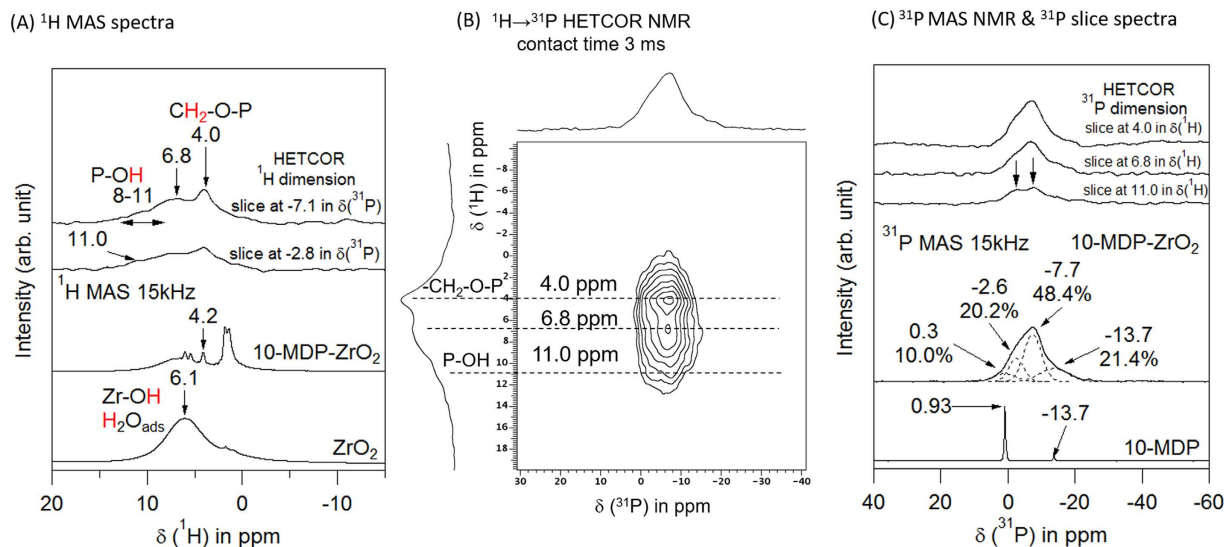 (A) ¹H MAS spectra
CH₂-O-P
4.0
6.8
HETCOR
¹H dimension
P-OH
8-11
slice at -7.1 in δ(³¹P)
11.0
slice at -2.8 in δ(³¹P)
¹H MAS 15kHz
4.2
10-MDP-ZrO₂
6.1
Zr-OH
H₂Oads
ZrO₂
Intensity (arb. unit)
20 10 0 -10
δ (¹H) in ppm
(B) ¹H→³¹P HETCOR NMR
contact time 3 ms
δ (¹H) in ppm
-8
-6
-4
-2
0
2
4
6
8
10
12
14
16
18
-CH₂-O-P
4.0 ppm
6.8 ppm
P-OH
11.0 ppm
30 20 10 0 -10 -20 -30 -40
δ (³¹P) in ppm
(C) ³¹P MAS NMR & ³¹P slice spectra
HETCOR
³¹P dimension
slice at 4.0 in δ(¹H)
slice at 6.8 in δ(¹H)
slice at 11.0 in δ(¹H)
³¹P MAS 15kHz
10-MDP-ZrO₂
-7.7
48.4%
-2.6
20.2%
0.3
10.0%
-13.7
21.4%
0.93
-13.7
10-MDP
Intensity (arb. unit)
40 20 0 -20 -40 -60
δ (³¹P) in ppm